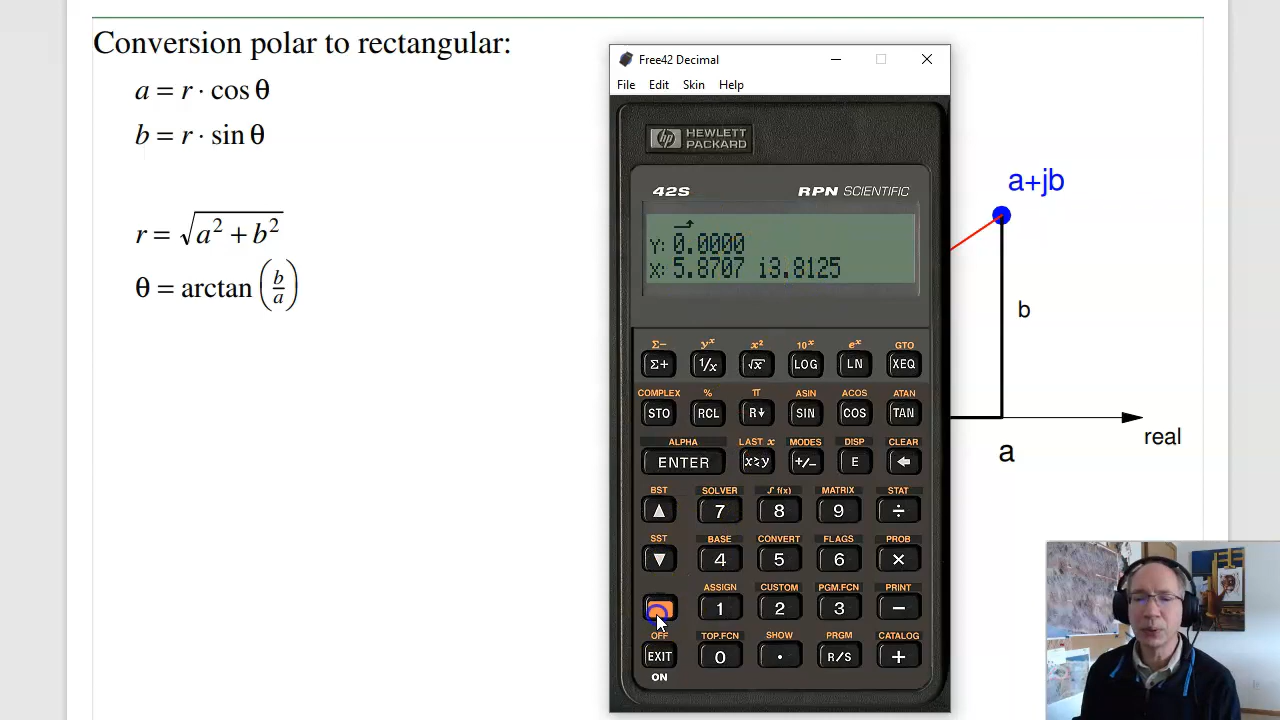 Conversion polar to rectangular:
a = r · cos θ
b = r · sin θ
r = √a² + b²
θ = arctan (b/a)
Free42 Decimal
File Edit Skin Help
hp HEWLETT PACKARD
42S RPN SCIENTIFIC
Y: 0.0000
X: 5.8707 i3.8125
Σ− yˣ x² 10ˣ eˣ GTO
Σ+ 1/x √x LOG LN XEQ
COMPLEX % π ASIN ACOS ATAN
STO RCL R↓ SIN COS TAN
ALPHA LAST x MODES DISP CLEAR
ENTER x≷y +/− E ←
BST SOLVER ∫f(x) MATRIX STAT
▲ 7 8 9 ÷
SST BASE CONVERT FLAGS PROB
▼ 4 5 6 ×
ASSIGN CUSTOM PGM.FCN PRINT
1 2 3 −
OFF TOP.FCN SHOW PRGM CATALOG
EXIT 0 · R/S +
ON
a+jb
b
real
a